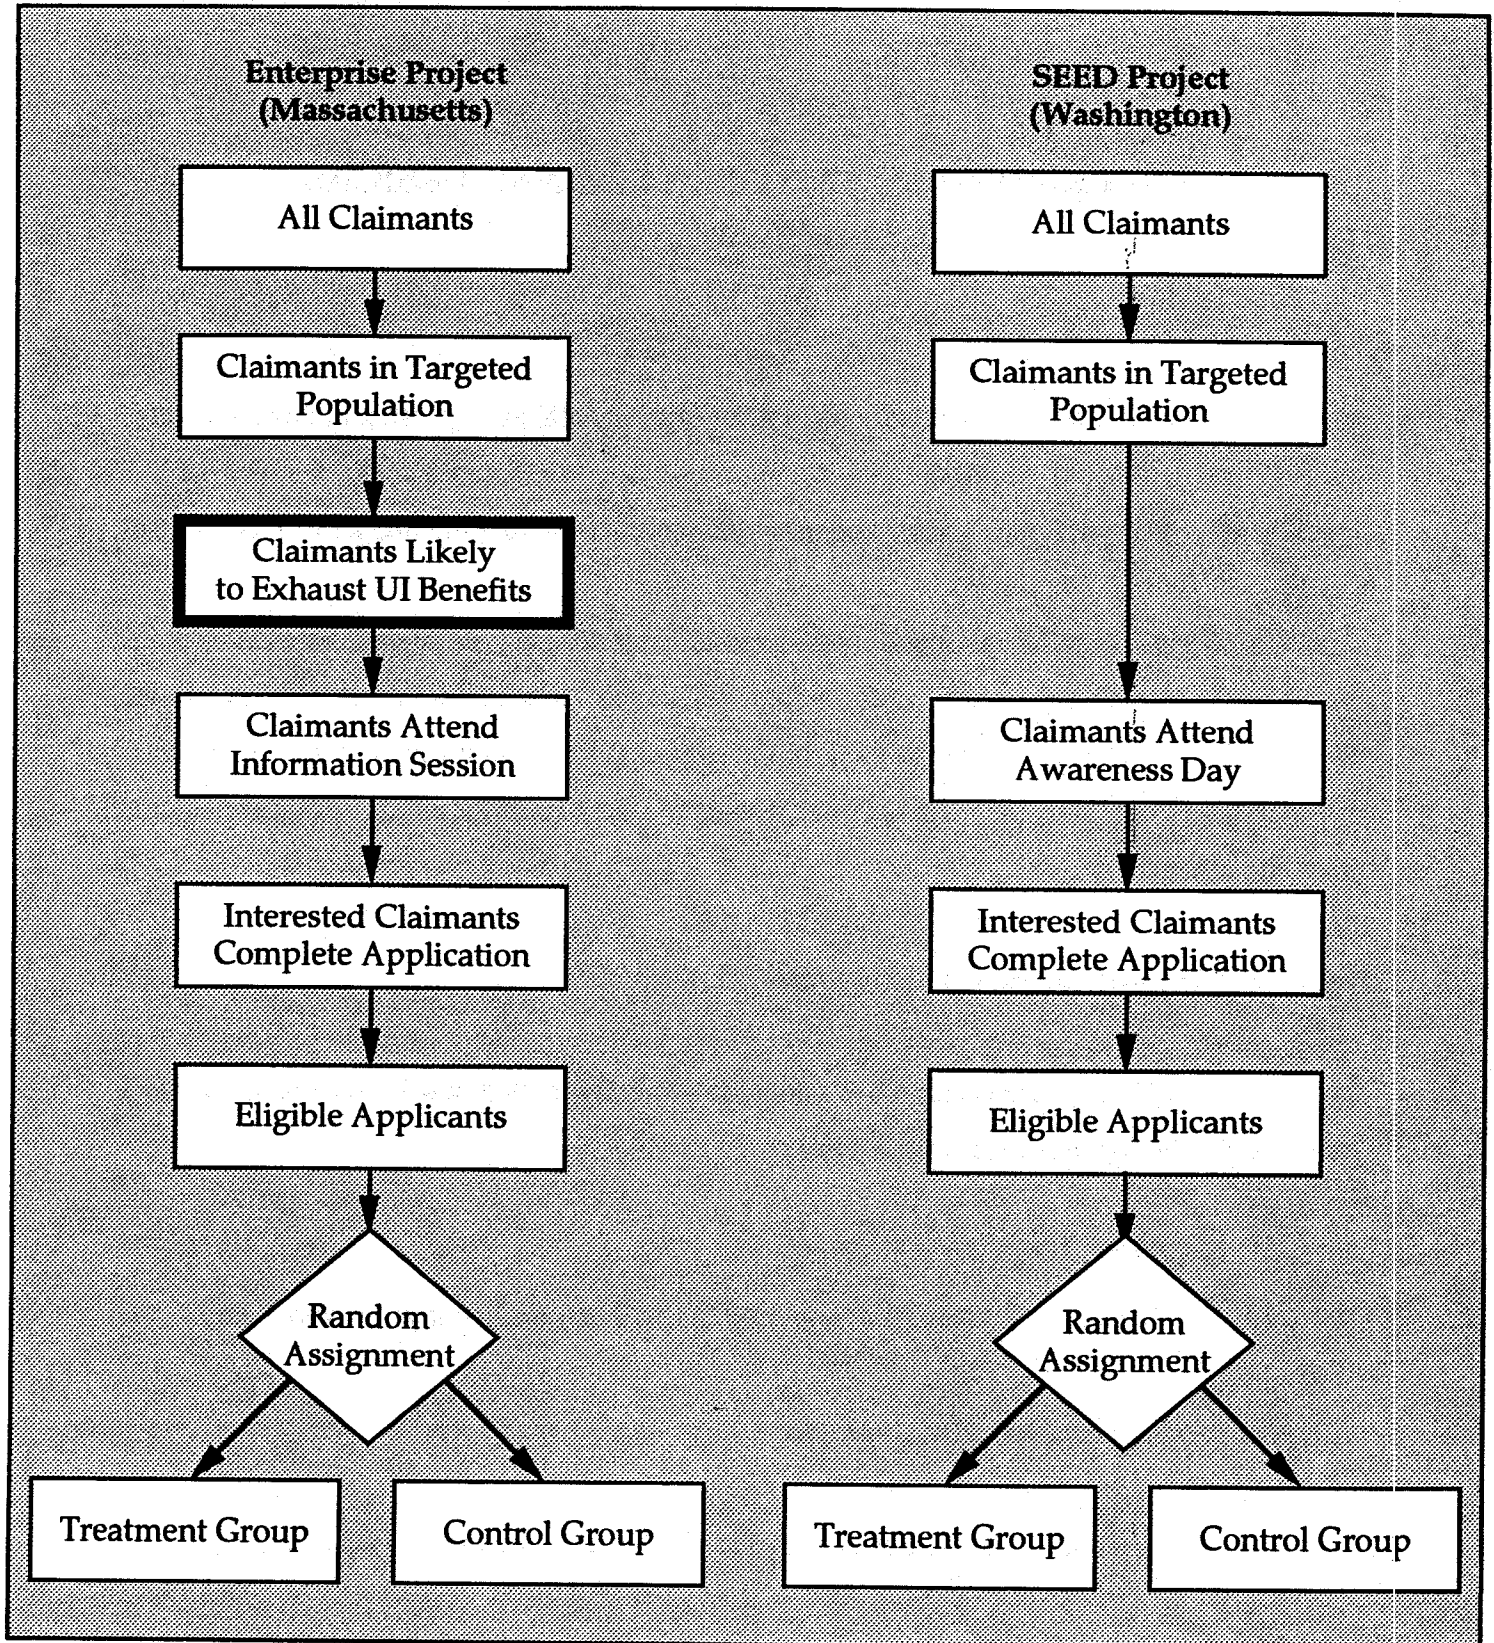 Enterprise Project
(Massachusetts)
All Claimants
Claimants in Targeted
Population
Claimants Likely
to Exhaust UI Benefits
Claimants Attend
Information Session
Interested Claimants
Complete Application
Eligible Applicants
Random
Assignment
Treatment Group
Control Group
SEED Project
(Washington)
All Claimants
Claimants in Targeted
Population
Claimants Attend
Awareness Day
Interested Claimants
Complete Application
Eligible Applicants
Random
Assignment
Treatment Group
Control Group